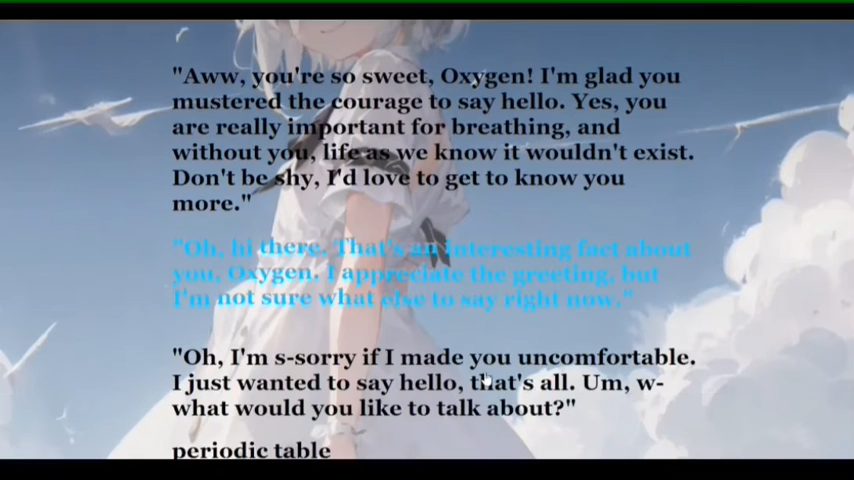 "Aww, you're so sweet, Oxygen! I'm glad you
mustered the courage to say hello. Yes, you
are really important for breathing, and
without you, life as we know it wouldn't exist.
Don't be shy, I'd love to get to know you
more."
"Oh, hi there. That's an interesting fact about
you, Oxygen. I appreciate the greeting, but
I'm not sure what else to say right now."
"Oh, I'm s-sorry if I made you uncomfortable.
I just wanted to say hello, that's all. Um, w-
what would you like to talk about?"
periodic table